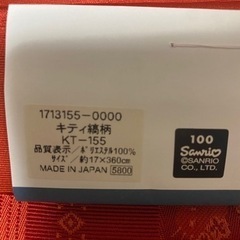 1713155-0000
キティ縞柄
KT-155
品質表示/ポリエステル100%
サイズ/約17×360cm
MADE IN JAPAN 5800
100
Sanrio
©SANRIO
CO., LTD.